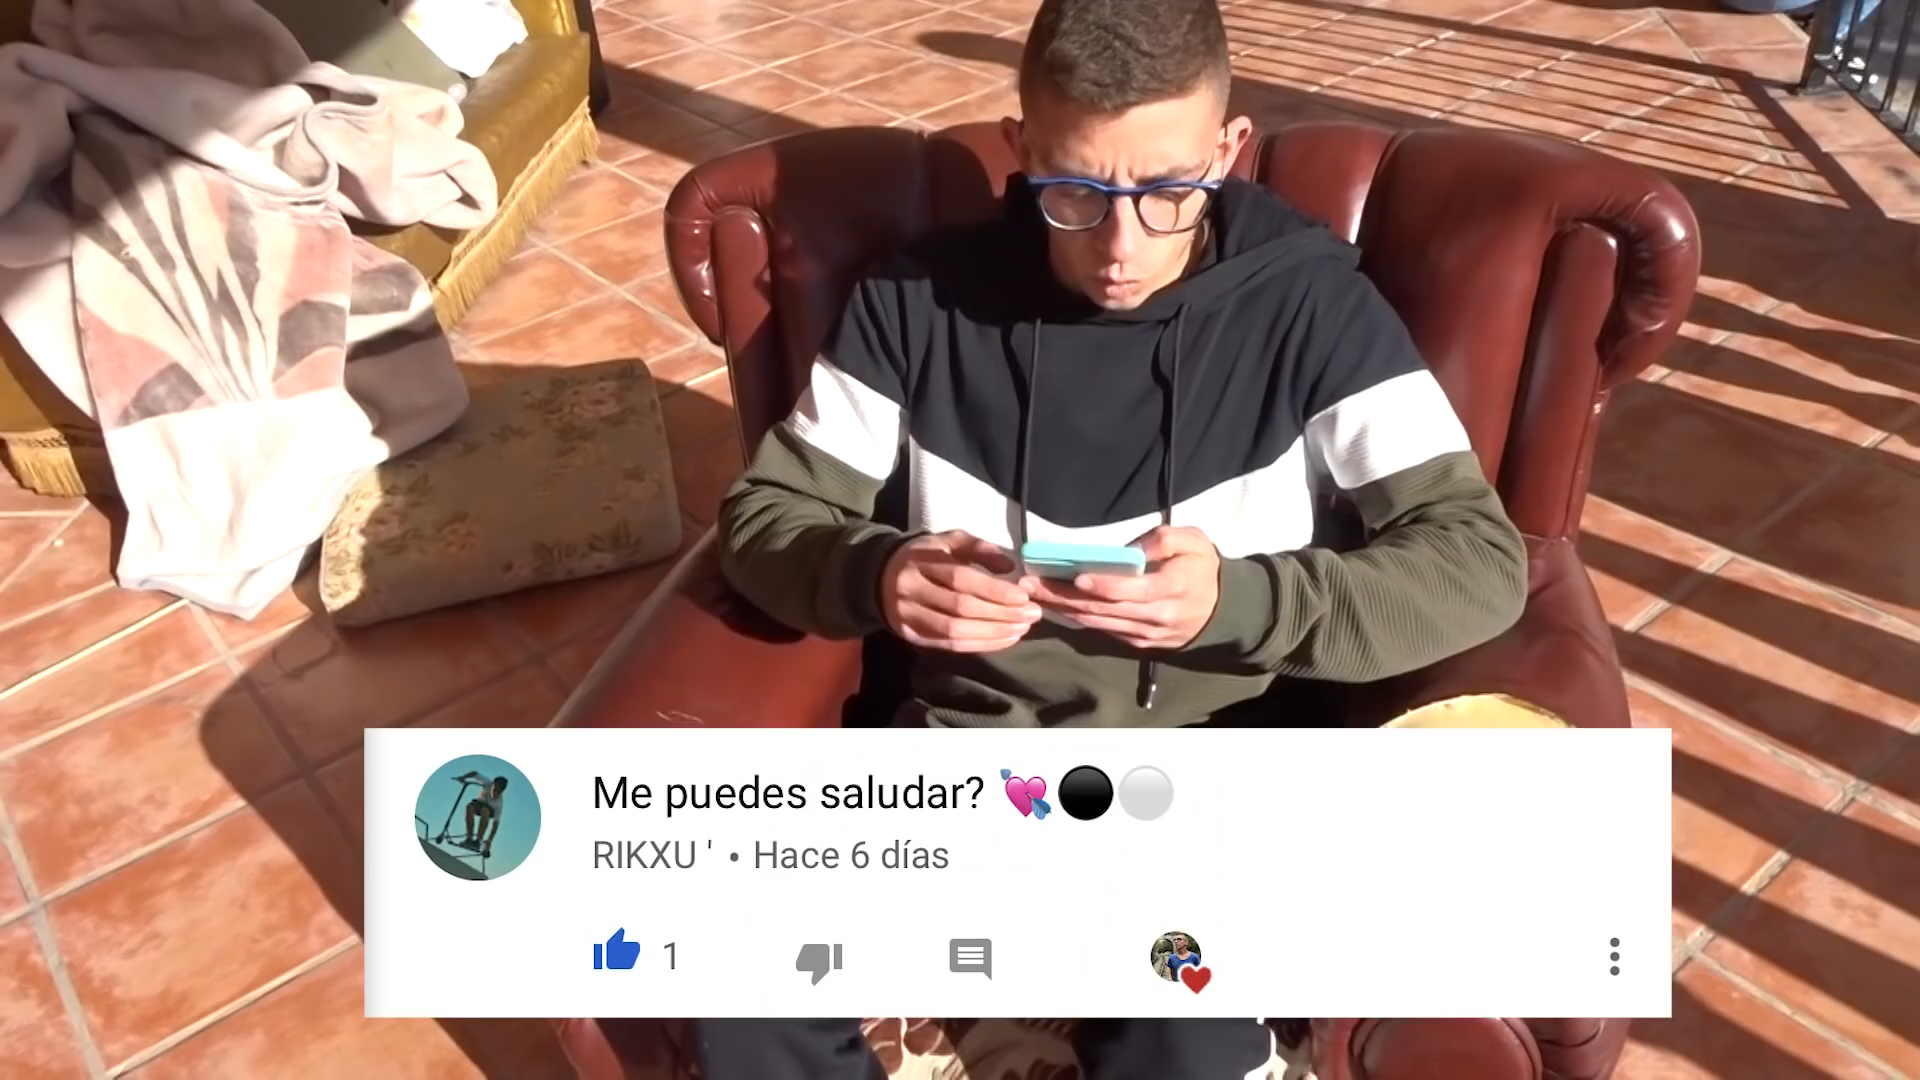 Me puedes saludar? 💘⚫⚪
RIKXU ' • Hace 6 días
1